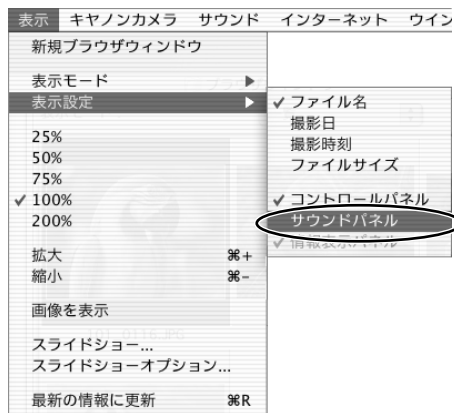 表示 キヤノンカメラ サウンド インターネット ウイン
新規ブラウザウィンドウ
表示モード
表示設定
25%
50%
75%
✓ 100%
200%
拡大 ⌘+
縮小 ⌘-
画像を表示
スライドショー...
スライドショーオプション...
最新の情報に更新 ⌘R
✓ ファイル名
撮影日
撮影時刻
ファイルサイズ
✓ コントロールパネル
サウンドパネル
✓ 情報表示パネル